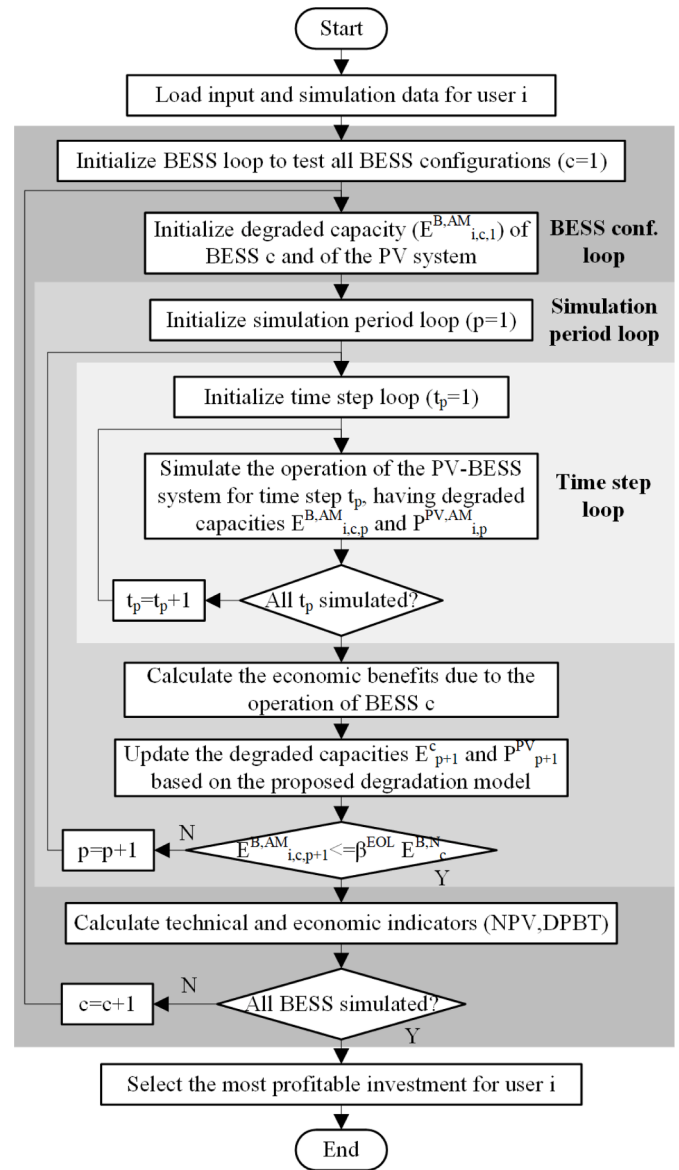 Start
Load input and simulation data for user i
Initialize BESS loop to test all BESS configurations (c=1)
Initialize degraded capacity (E^{B,AM}_{i,c,1}) of
BESS c and of the PV system
BESS conf.
loop
Initialize simulation period loop (p=1)
Simulation
period loop
Initialize time step loop (t_p=1)
Simulate the operation of the PV-BESS
system for time step t_p, having degraded
capacities E^{B,AM}_{i,c,p} and P^{PV,AM}_{i,p}
Time step
loop
All t_p simulated?
t_p=t_p+1
Calculate the economic benefits due to the
operation of BESS c
Update the degraded capacities E^c_{p+1} and P^{PV}_{p+1}
based on the proposed degradation model
E^{B,AM}_{i,c,p+1}<=β^{EOL} E^{B,N}_c
N
p=p+1
Y
Calculate technical and economic indicators (NPV,DPBT)
All BESS simulated?
N
c=c+1
Y
Select the most profitable investment for user i
End